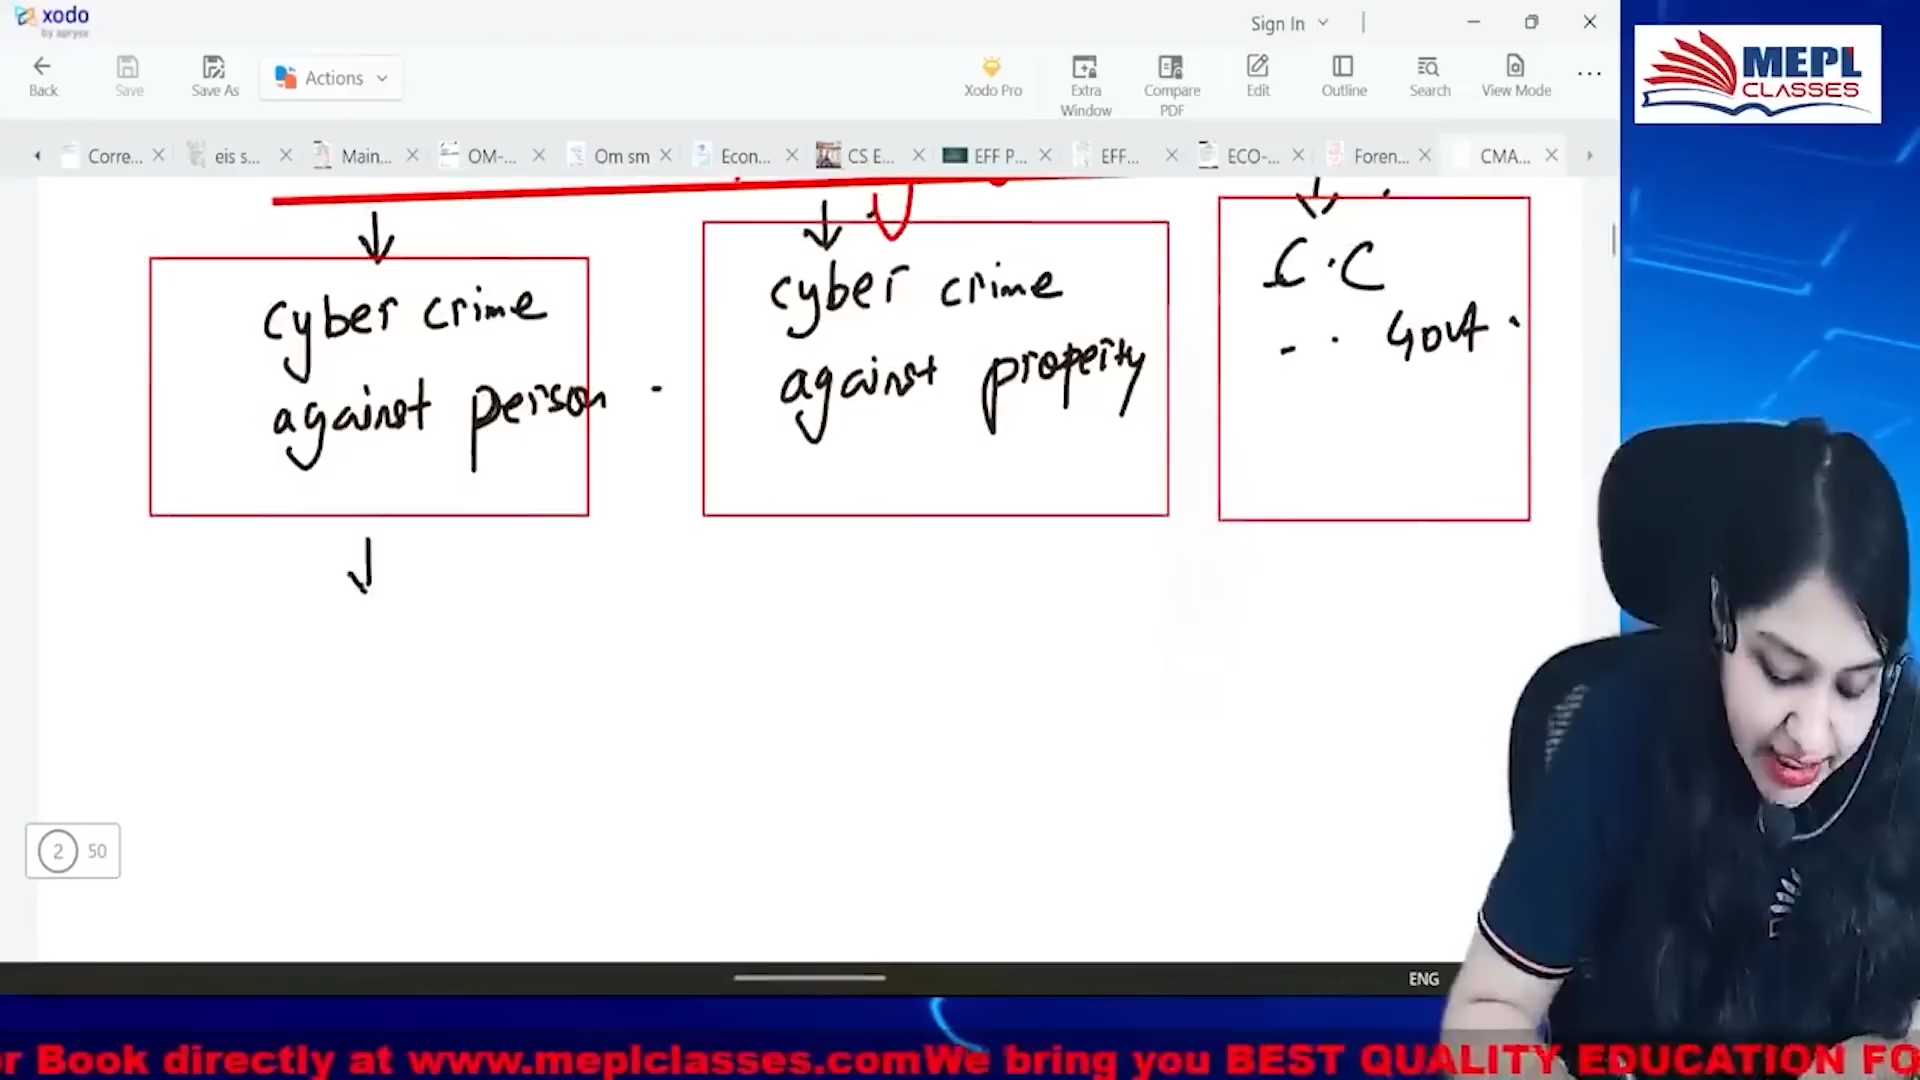 xodo
by apryse
Sign In
Back
Save
Save As
Actions
Xodo Pro
Extra Window
Compare PDF
Edit
Outline
Search
View Mode
Corre...
eis s...
Main...
OM-...
Om sm
Econ...
CS E...
EFF P...
EFF...
ECO-...
Foren...
CMA...
MEPL
CLASSES
cyber crime
against person -
cyber crime
against property
C.C
- . Govt.
2 50
ENG
or Book directly at www.meplclasses.comWe bring you BEST QUALITY EDUCATION FO